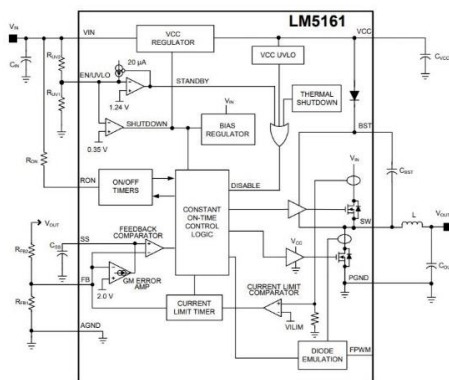 LM5161
VIN
VIN
VCC REGULATOR
VCC
CIN
RUV2
20 µA
VCC UVLO
CVCC
EN/UVLO
STANDBY
RUV1
1.24 V
THERMAL SHUTDOWN
SHUTDOWN
VIN
BIAS REGULATOR
BST
0.35 V
RON
VIN
CBST
RON
ON/OFF TIMERS
DISABLE
CONSTANT ON-TIME CONTROL LOGIC
VOUT
SW
L
VOUT
FEEDBACK COMPARATOR
SS
CSS
RFB2
VCC
FB
GM ERROR AMP
2.0 V
PGND
COUT
CURRENT LIMIT COMPARATOR
RFB1
CURRENT LIMIT TIMER
VILIM
AGND
DIODE EMULATION
FPWM